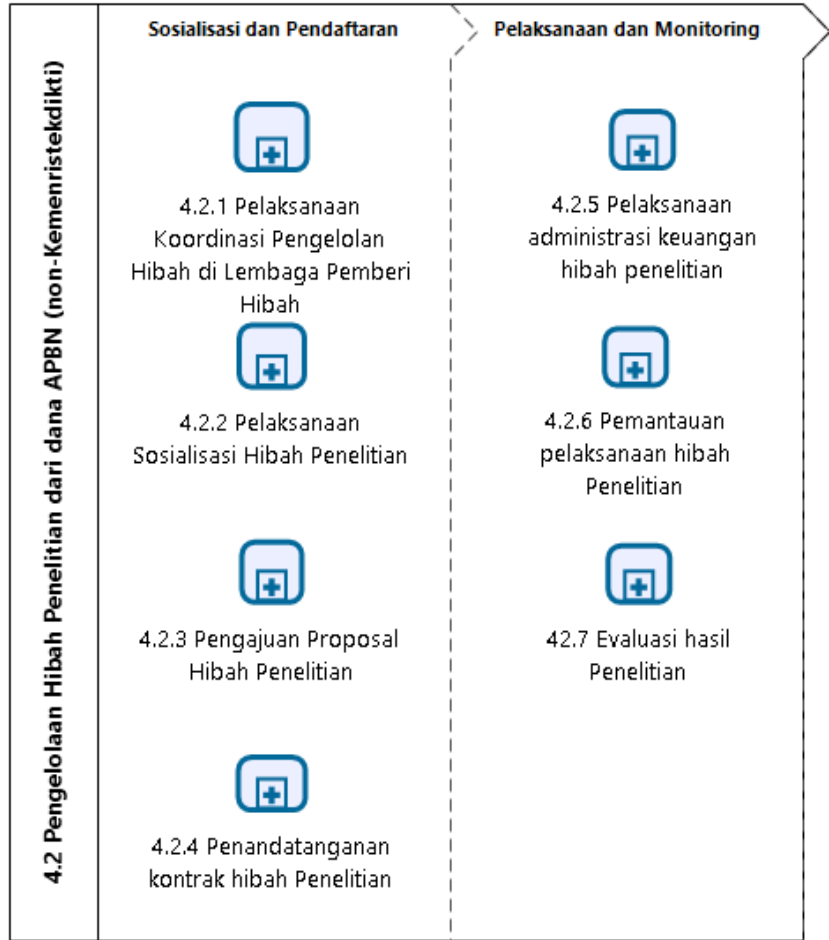 4.2 Pengelolaan Hibah Penelitian dari dana APBN (non-Kemenristekdikti)
Sosialisasi dan Pendaftaran
4.2.1 Pelaksanaan
Koordinasi Pengelolan
Hibah di Lembaga Pemberi
Hibah
4.2.2 Pelaksanaan
Sosialisasi Hibah Penelitian
4.2.3 Pengajuan Proposal
Hibah Penelitian
4.2.4 Penandatanganan
kontrak hibah Penelitian
Pelaksanaan dan Monitoring
4.2.5 Pelaksanaan
administrasi keuangan
hibah penelitian
4.2.6 Pemantauan
pelaksanaan hibah
Penelitian
42.7 Evaluasi hasil
Penelitian